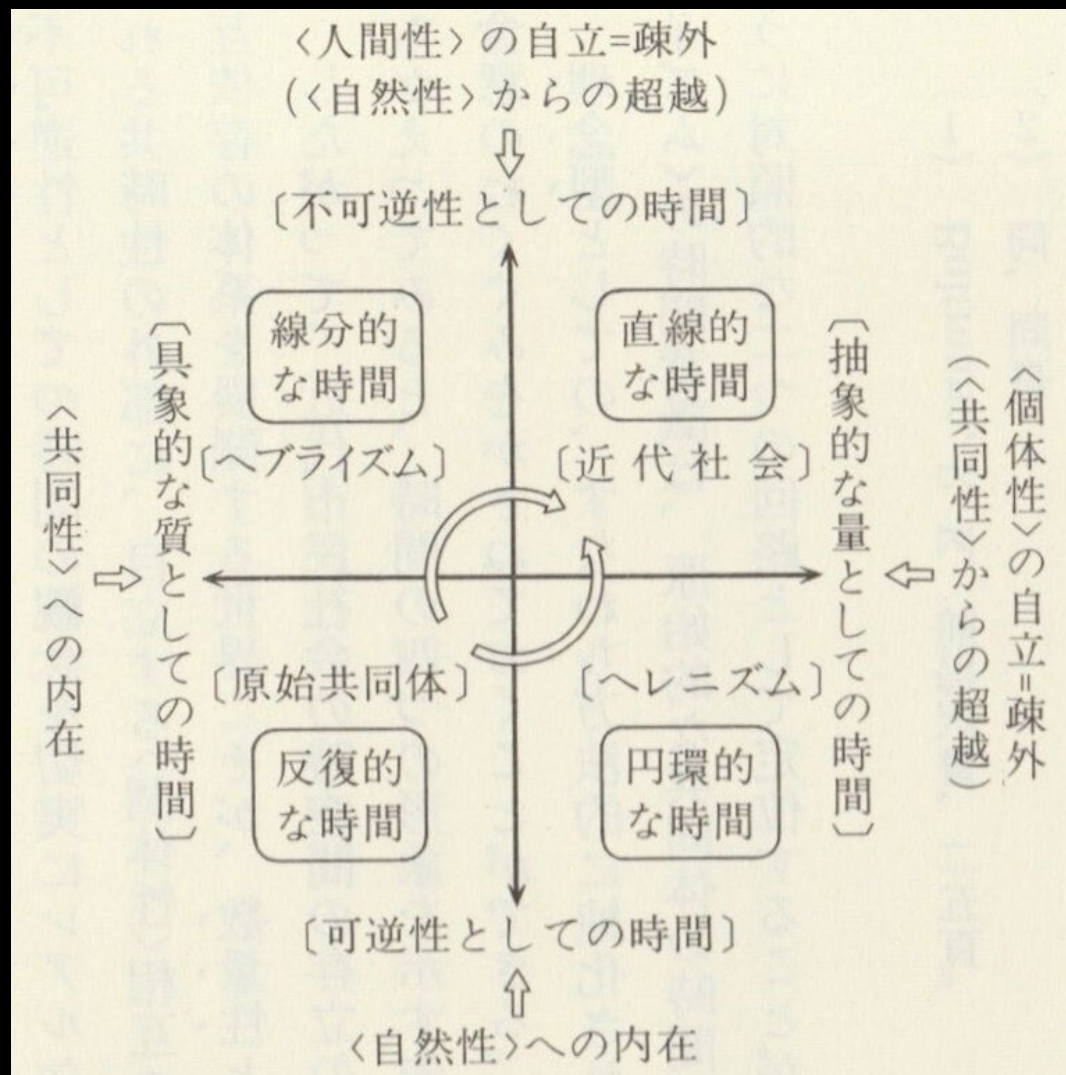 〈人間性〉の自立=疎外
(〈自然性〉からの超越)
〔不可逆性としての時間〕
線分的
な時間
直線的
な時間
〔ヘブライズム〕
〔近代社会〕
〈共同性〉への内在
〔具象的な質としての時間〕
〔抽象的な量としての時間〕
〈個体性〉の自立=疎外
(〈共同性〉からの超越)
〔原始共同体〕
〔ヘレニズム〕
反復的
な時間
円環的
な時間
〔可逆性としての時間〕
〈自然性〉への内在